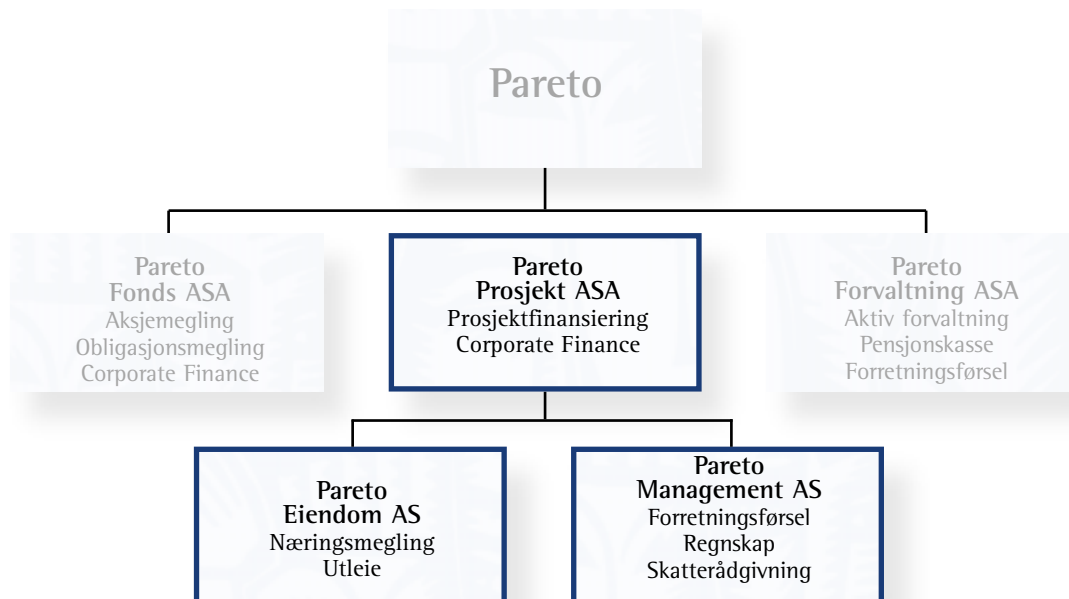 Pareto
Pareto
Fonds ASA
Aksjemegling
Obligasjonsmegling
Corporate Finance
Pareto
Prosjekt ASA
Prosjektfinansiering
Corporate Finance
Pareto
Forvaltning ASA
Aktiv forvaltning
Pensjonskasse
Forretningsførsel
Pareto
Eiendom AS
Næringsmegling
Utleie
Pareto
Management AS
Forretningsførsel
Regnskap
Skatterådgivning